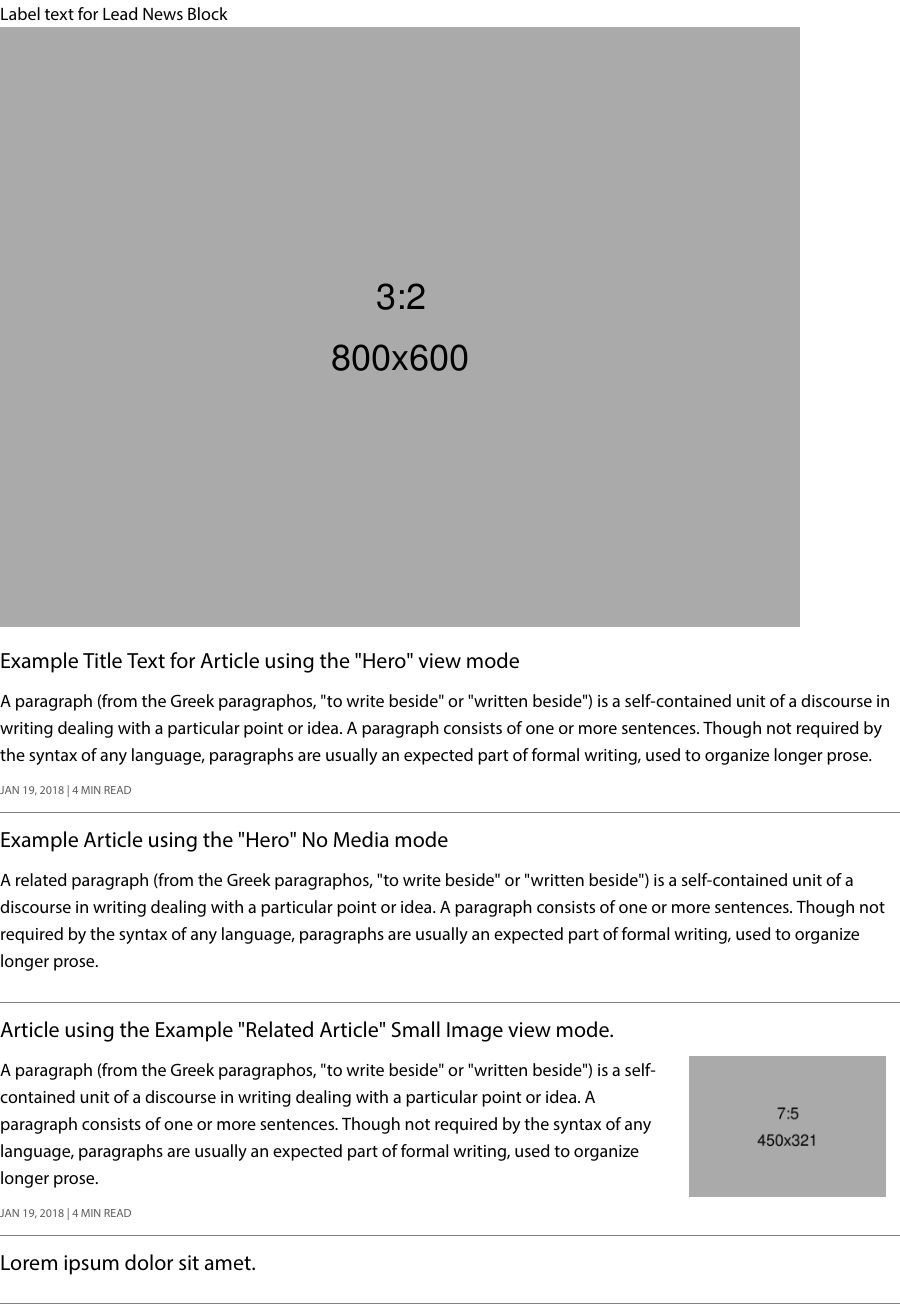 Label text for Lead News Block
3:2
800x600
Example Title Text for Article using the "Hero" view mode
A paragraph (from the Greek paragraphos, "to write beside" or "written beside") is a self-contained unit of a discourse in
writing dealing with a particular point or idea. A paragraph consists of one or more sentences. Though not required by
the syntax of any language, paragraphs are usually an expected part of formal writing, used to organize longer prose.
JAN 19, 2018 | 4 MIN READ
Example Article using the "Hero" No Media mode
A related paragraph (from the Greek paragraphos, "to write beside" or "written beside") is a self-contained unit of a
discourse in writing dealing with a particular point or idea. A paragraph consists of one or more sentences. Though not
required by the syntax of any language, paragraphs are usually an expected part of formal writing, used to organize
longer prose.
Article using the Example "Related Article" Small Image view mode.
A paragraph (from the Greek paragraphos, "to write beside" or "written beside") is a self-
contained unit of a discourse in writing dealing with a particular point or idea. A
paragraph consists of one or more sentences. Though not required by the syntax of any
language, paragraphs are usually an expected part of formal writing, used to organize
longer prose.
7:5
450x321
JAN 19, 2018 | 4 MIN READ
Lorem ipsum dolor sit amet.